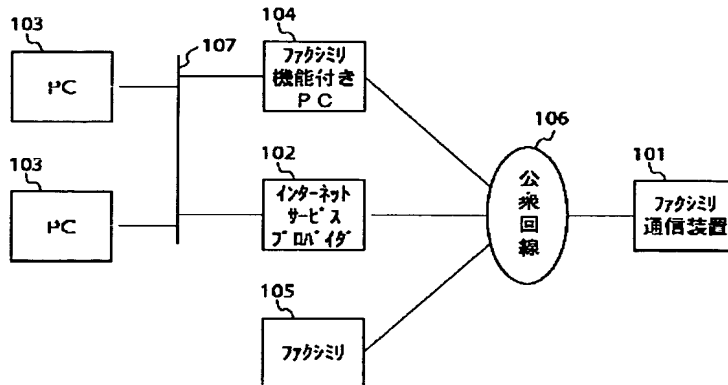 103
PC
107
104
ファクシミリ
機能付き
PC
103
PC
102
インターネット
サービス
プロバイダ
105
ファクシミリ
106
公衆回線
101
ファクシミリ
通信装置